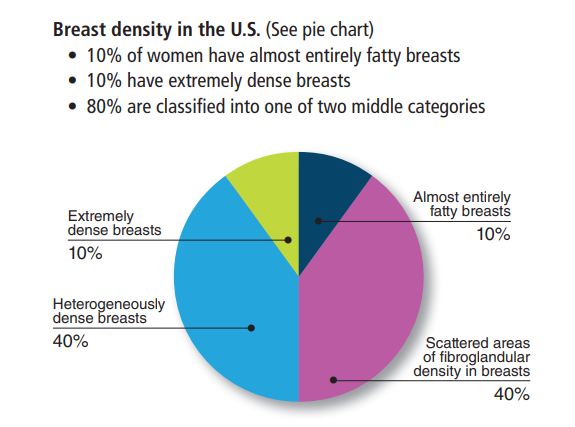 Breast density in the U.S. (See pie chart)
• 10% of women have almost entirely fatty breasts
• 10% have extremely dense breasts
• 80% are classified into one of two middle categories
Almost entirely
fatty breasts
10%
Extremely
dense breasts
10%
Heterogeneously
dense breasts
40%
Scattered areas
of fibroglandular
density in breasts
40%